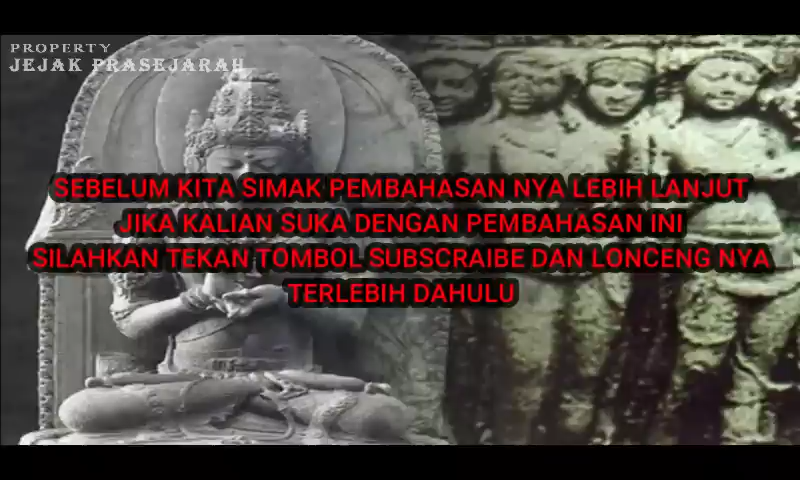 PROPERTY
JEJAK PRASEJARAH
SEBELUM KITA SIMAK PEMBAHASAN NYA LEBIH LANJUT
JIKA KALIAN SUKA DENGAN PEMBAHASAN INI
SILAHKAN TEKAN TOMBOL SUBSCRAIBE DAN LONCENG NYA
TERLEBIH DAHULU